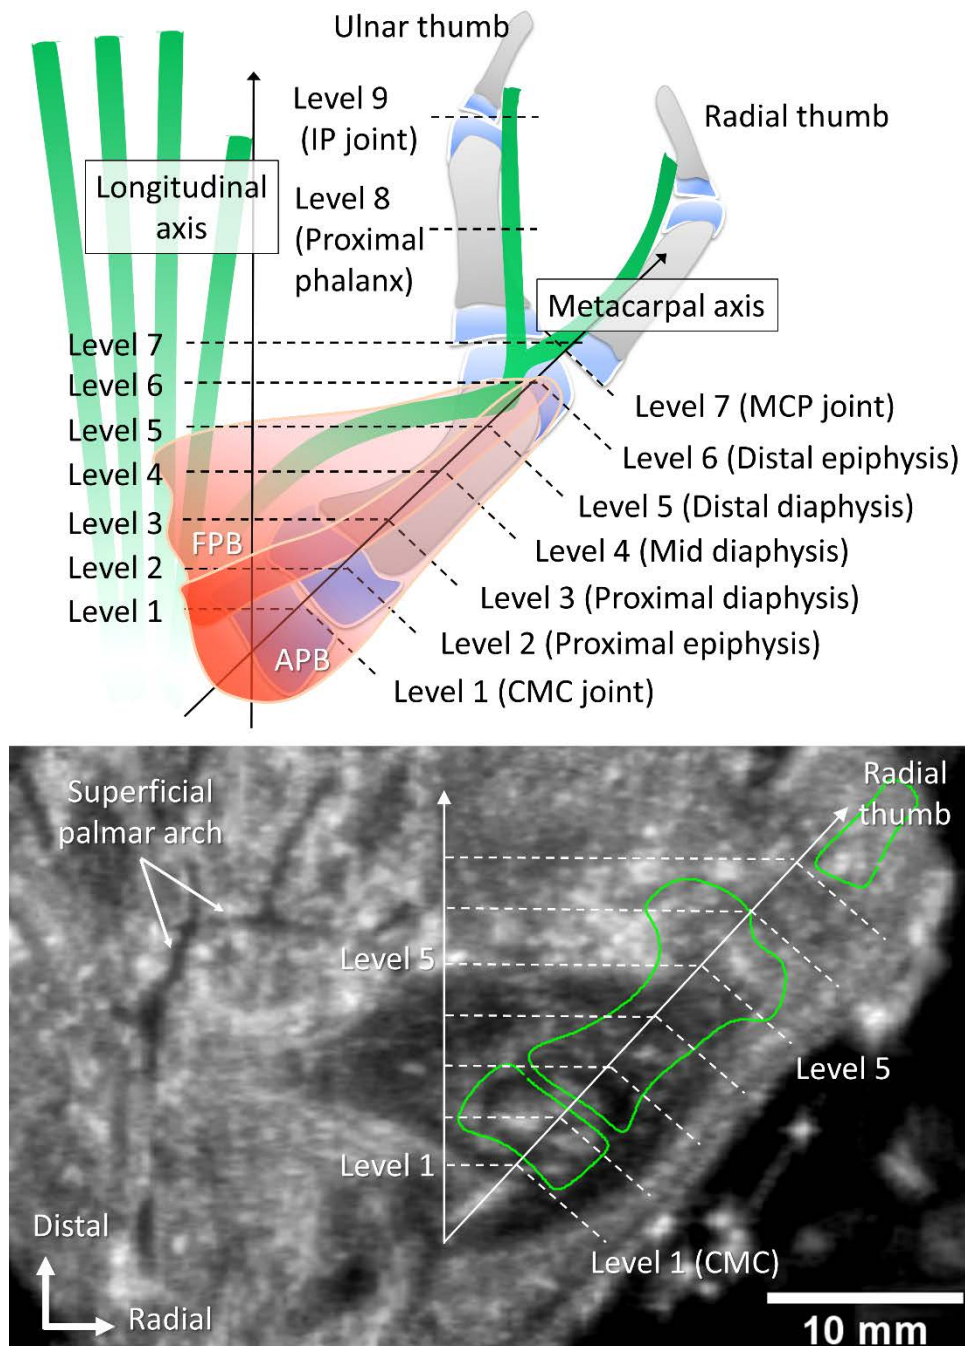 Ulnar thumb
Level 9
(IP joint)
Radial thumb
Longitudinal
axis
Level 8
(Proximal
phalanx)
Metacarpal axis
Level 7
Level 6
Level 5
Level 4
Level 3
Level 2
Level 1
FPB
APB
Level 7 (MCP joint)
Level 6 (Distal epiphysis)
Level 5 (Distal diaphysis)
Level 4 (Mid diaphysis)
Level 3 (Proximal diaphysis)
Level 2 (Proximal epiphysis)
Level 1 (CMC joint)
Superficial
palmar arch
Radial
thumb
Level 5
Level 5
Level 1
Level 1 (CMC)
Distal
Radial
10 mm